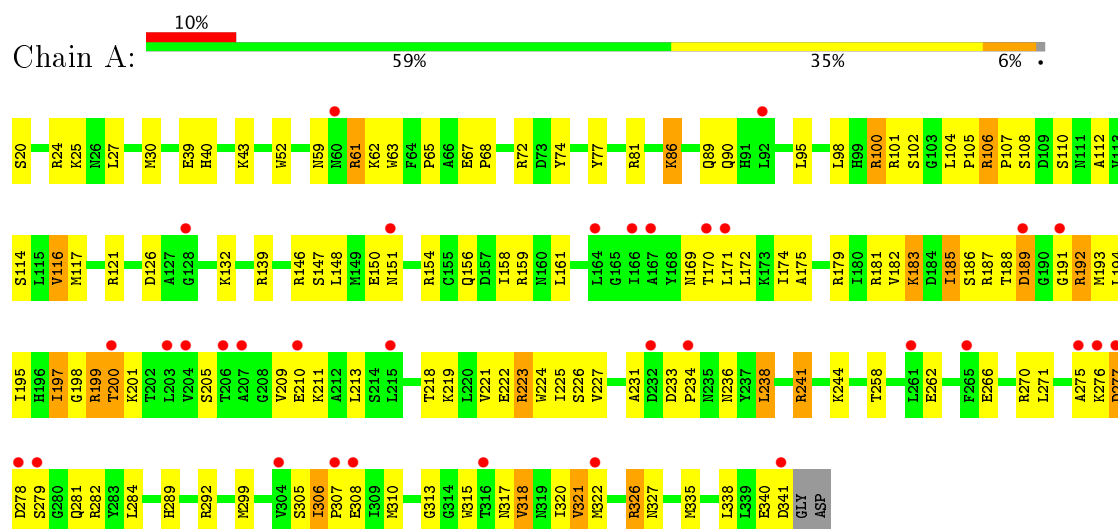 10%
Chain A:
59% 35% 6% •
S20 R24 K25 N26 L27 M30 E39 H40 K43 W52 N59 N60 R61 K62 W63 F64 P65 A66 E67 P68 R72 D73 Y74 Y77 R81 K86 Q89 Q90 H91 L92 L95 L98 H99 R100 R101 S102 G103 L104 P105 R106 P107 S108 D109 S110 N111 A112
S114 L115 V116 M117 R121 D126 A127 G128 K132 R139 R146 S147 L148 M149 E150 N151 R154 C155 Q156 D157 I158 R159 N160 L161 L164 G165 I166 A167 Y168 N169 T170 L171 L172 K173 I174 A175 R179 I180 R181 V182 K183 D184 I185 S186 R187 T188 D189 G190 G191 R192 M193 L194
I195 H196 I197 G198 R199 T200 K201 T202 L203 V204 S205 T206 A207 G208 V209 E210 K211 A212 L213 S214 L215 T218 K219 L220 V221 E222 R223 W224 I225 S226 V227 A231 D232 D233 P234 N235 N236 Y237 L238 R241 K244 T258 L261 E262 F265 E266 R270 L271 A275 K276 D277
D278 S279 G280 Q281 R282 Y283 L284 H289 R292 M299 V304 S305 I306 P307 E308 I309 M310 G313 G314 W315 T316 N317 V318 N319 I320 V321 M322 R326 N327 M335 L338 L339 E340 D341 GLY ASP